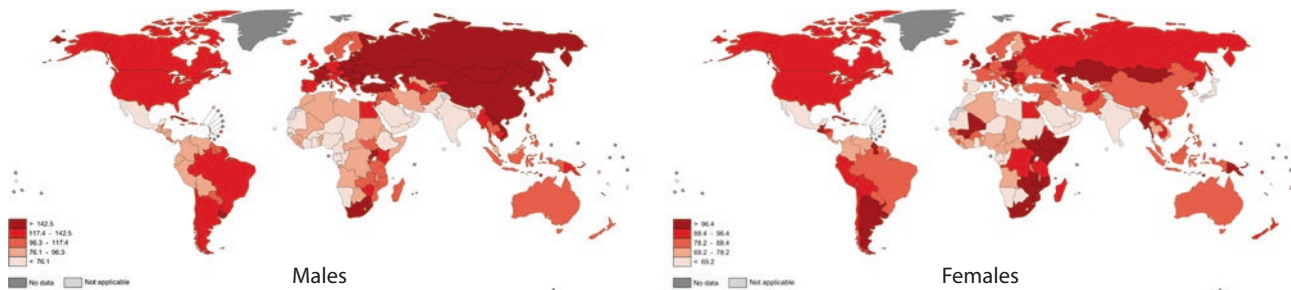 > 142.5
117.4 - 142.5
96.3 - 117.4
76.1 - 96.3
< 76.1
No data
Not applicable
Males
> 96.4
88.4 - 96.4
78.2 - 88.4
69.2 - 78.2
< 69.2
No data
Not applicable
Females